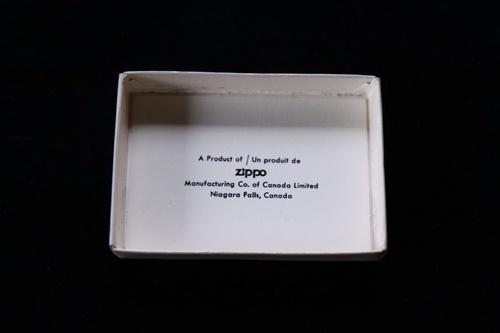 A Product of / Un produit de
zippo
Manufacturing Co. of Canada Limited
Niagara Falls, Canada